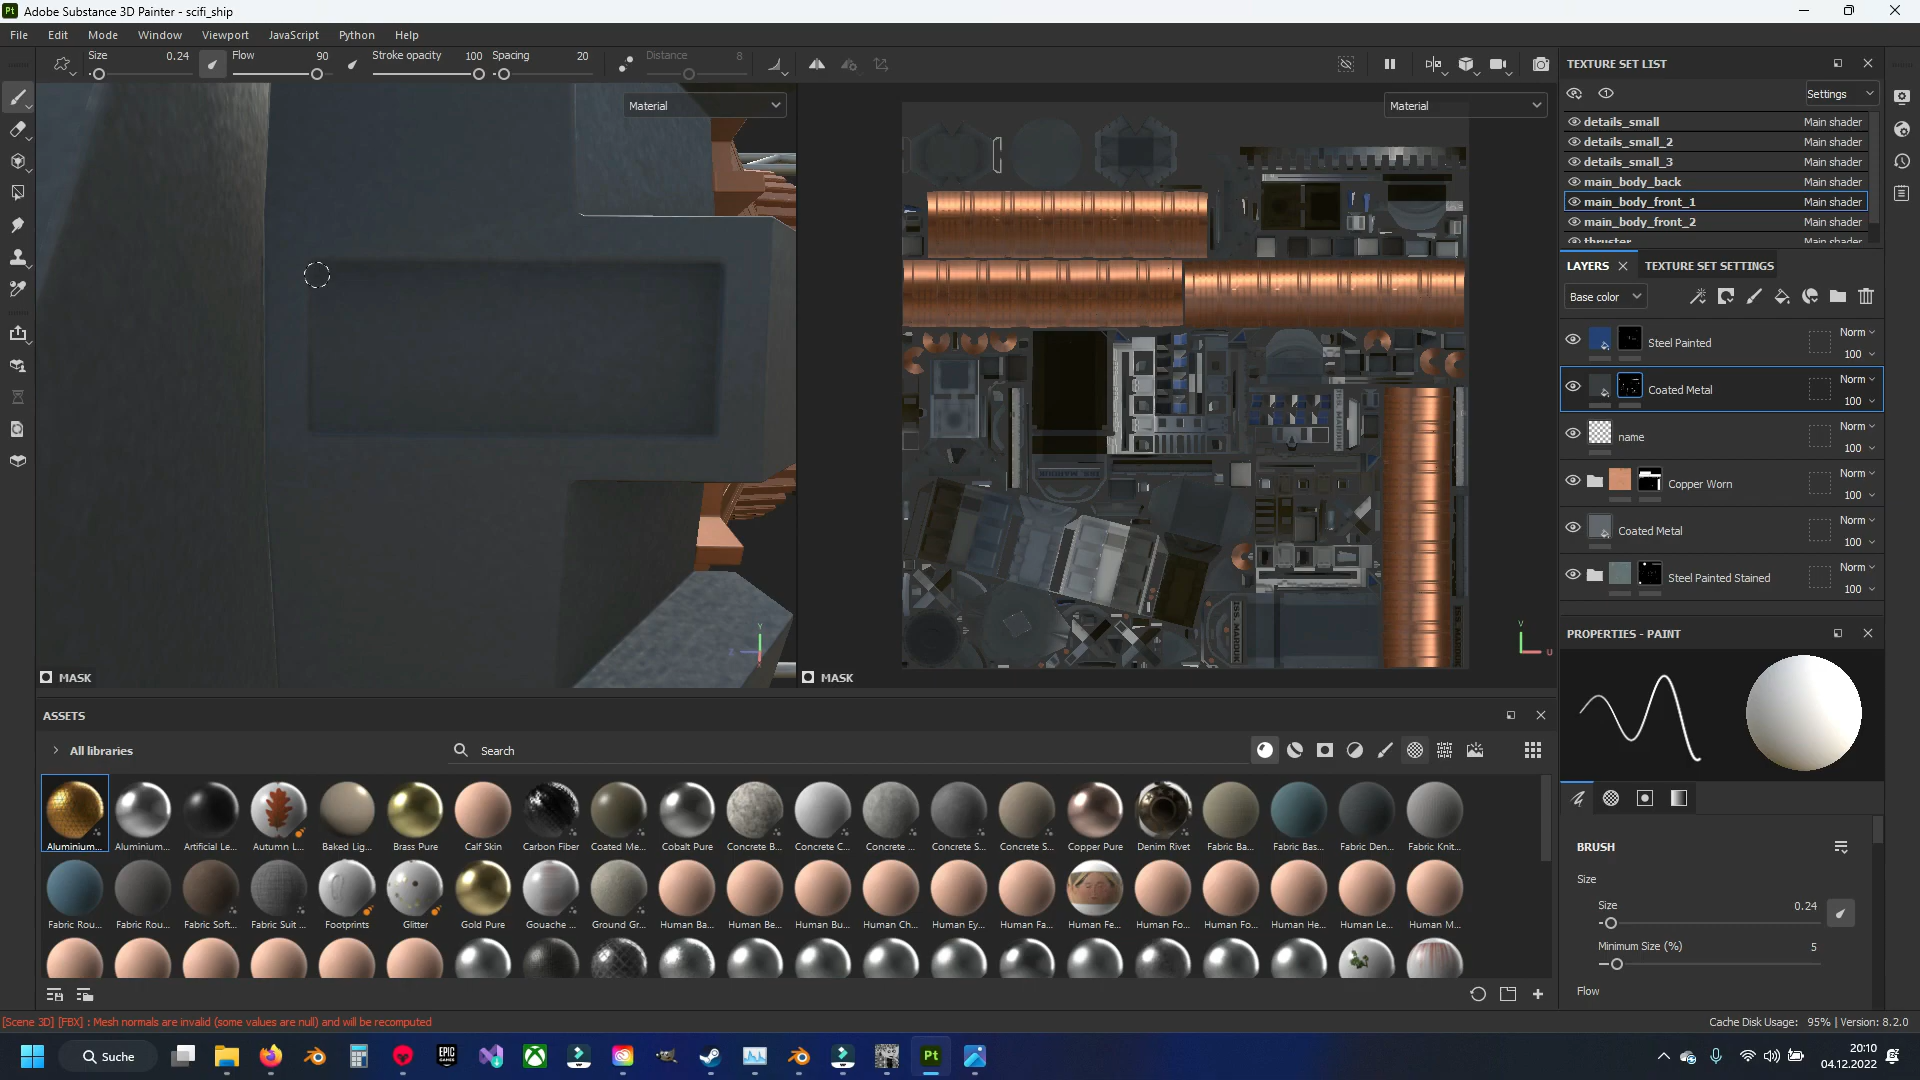 Pt Adobe Substance 3D Painter - scifi_ship
File Edit Mode Window Viewport JavaScript Python Help
Size 0.24 Flow 90 Stroke opacity 100 Spacing 20 Distance 8
Material
Material
MASK
MASK
ISS. MARDUK
TEXTURE SET LIST
Settings
details_small Main shader
details_small_2 Main shader
details_small_3 Main shader
main_body_back Main shader
main_body_front_1 Main shader
main_body_front_2 Main shader
thruster Main shader
LAYERS TEXTURE SET SETTINGS
Base color
Steel Painted Norm 100
Coated Metal Norm 100
name Norm 100
Copper Worn Norm 100
Coated Metal Norm 100
Steel Painted Stained Norm 100
PROPERTIES - PAINT
BRUSH
Size
Size 0.24
Minimum Size (%) 5
Flow
ASSETS
All libraries Search
Aluminium... Aluminium... Artificial Le... Autumn L... Baked Lig... Brass Pure Calf Skin Carbon Fiber Coated Me... Cobalt Pure Concrete B... Concrete C... Concrete ... Concrete S... Concrete S... Copper Pure Denim Rivet Fabric Ba... Fabric Bas... Fabric Den... Fabric Knit...
Fabric Rou... Fabric Rou... Fabric Soft... Fabric Suit ... Footprints Glitter Gold Pure Gouache ... Ground Gr... Human Ba... Human Be... Human Bu... Human Ch... Human Ey... Human Fa... Human Fe... Human Fo... Human Fo... Human He... Human Le... Human M...
[Scene 3D] [FBX] : Mesh normals are invalid (some values are null) and will be recomputed
Cache Disk Usage: 95% | Version: 8.2.0
Suche
EPIC GAMES
Pt
20:10
04.12.2022